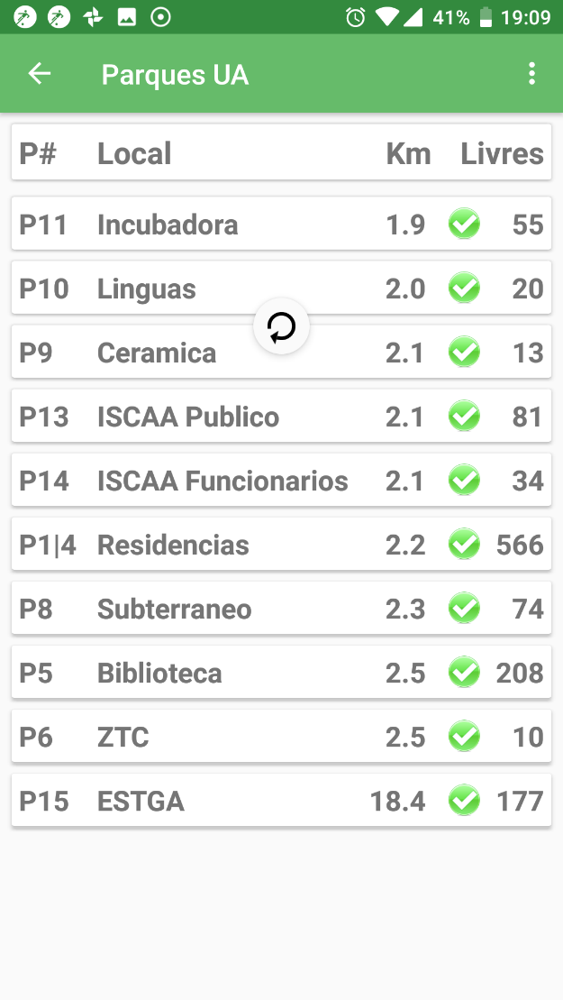 41% 19:09
Parques UA
P# Local Km Livres
P11 Incubadora 1.9 55
P10 Linguas 2.0 20
P9 Ceramica 2.1 13
P13 ISCAA Publico 2.1 81
P14 ISCAA Funcionarios 2.1 34
P1|4 Residencias 2.2 566
P8 Subterraneo 2.3 74
P5 Biblioteca 2.5 208
P6 ZTC 2.5 10
P15 ESTGA 18.4 177